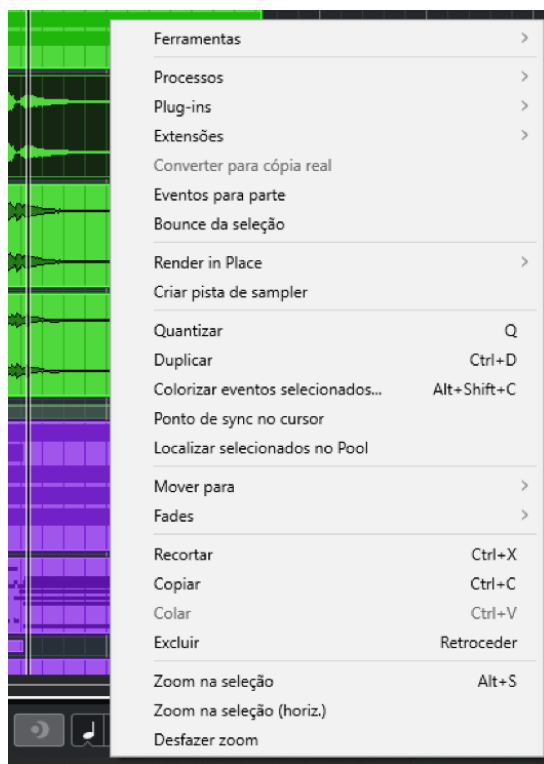 Ferramentas
Processos
Plug-ins
Extensões
Converter para cópia real
Eventos para parte
Bounce da seleção
Render in Place
Criar pista de sampler
Quantizar Q
Duplicar Ctrl+D
Colorizar eventos selecionados... Alt+Shift+C
Ponto de sync no cursor
Localizar selecionados no Pool
Mover para
Fades
Recortar Ctrl+X
Copiar Ctrl+C
Colar Ctrl+V
Excluir Retroceder
Zoom na seleção Alt+S
Zoom na seleção (horiz.)
Desfazer zoom